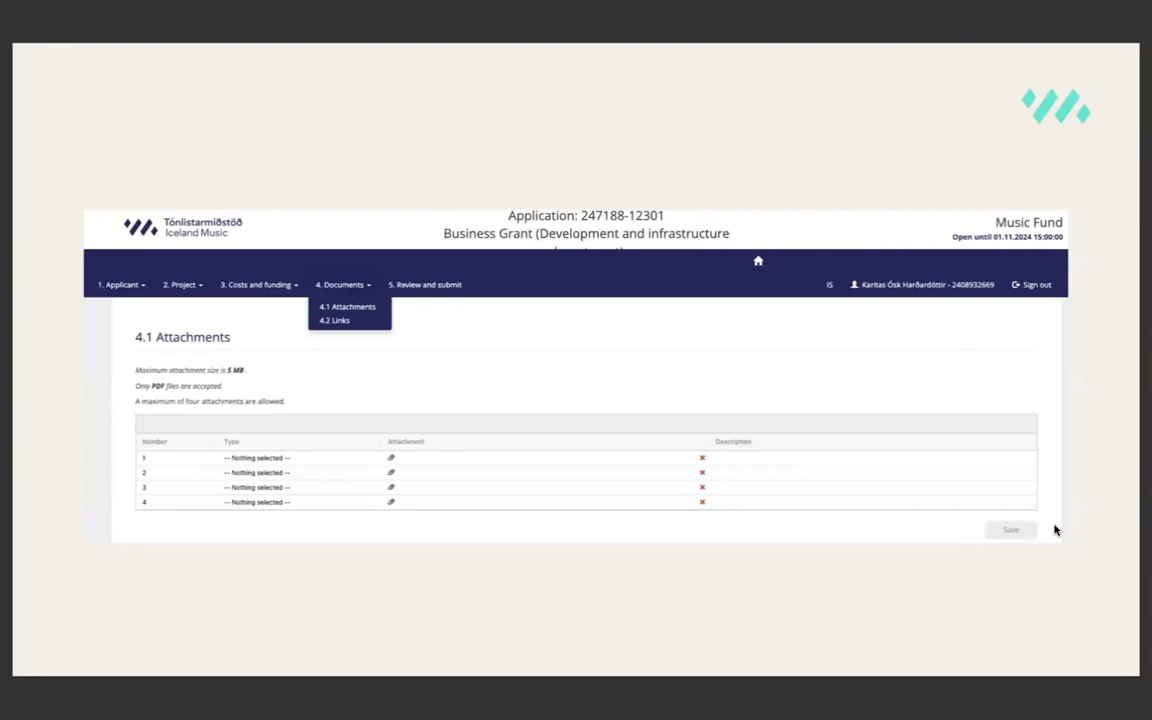 Tónlistarmiðstöð
Iceland Music
Application: 247188-12301
Business Grant (Development and infrastructure
Music Fund
Open until 01.11.2024 15:00:00
1. Applicant
2. Project
3. Costs and funding
4. Documents
5. Review and submit
IS
Karitas Ósk Harðardóttir - 2408932669
Sign out
4.1 Attachments
4.2 Links
4.1 Attachments
Maximum attachment size is 5 MB .
Only PDF files are accepted.
A maximum of four attachments are allowed.
Number Type Attachment Description
1 -- Nothing selected --
2 -- Nothing selected --
3 -- Nothing selected --
4 -- Nothing selected --
Save